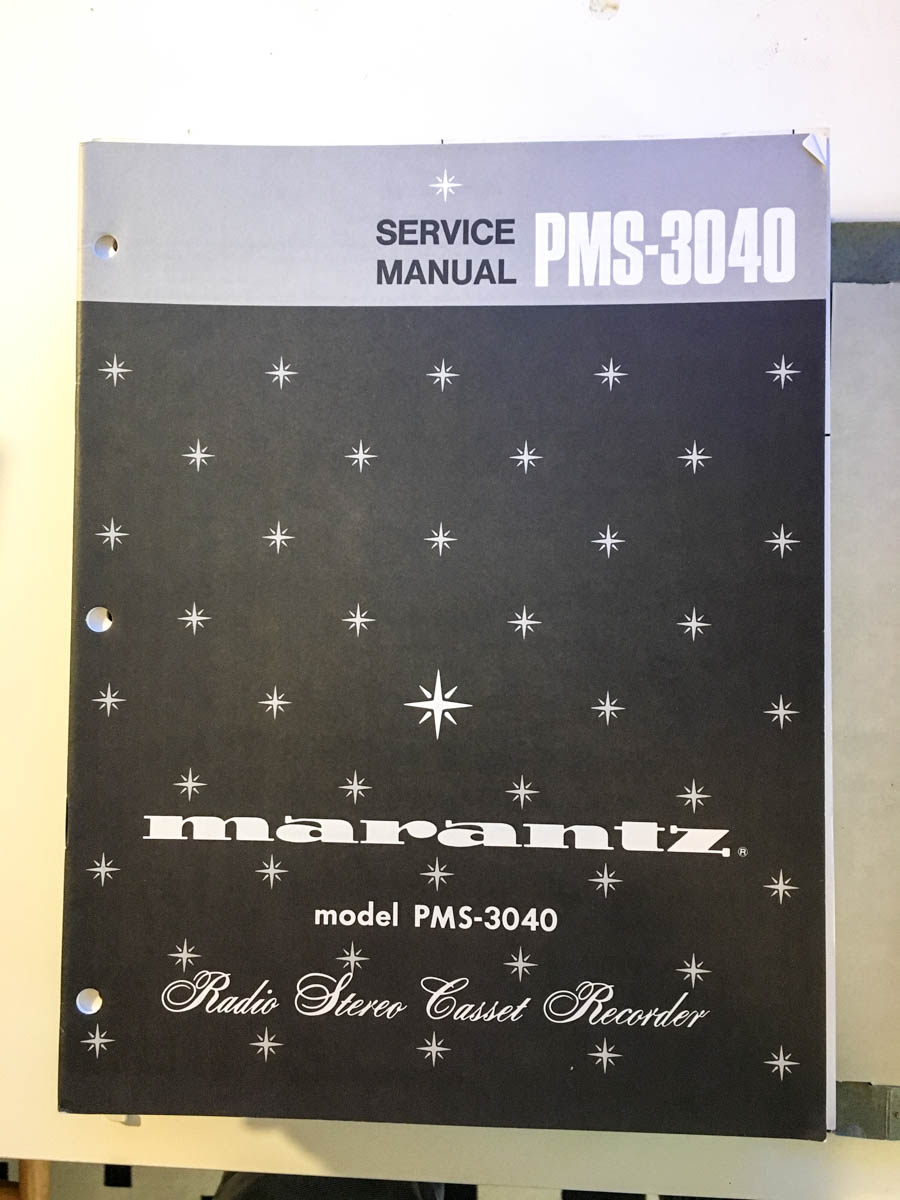 SERVICE
MANUAL PMS-3040
marantz®
model PMS-3040
Radio Stereo Casset Recorder